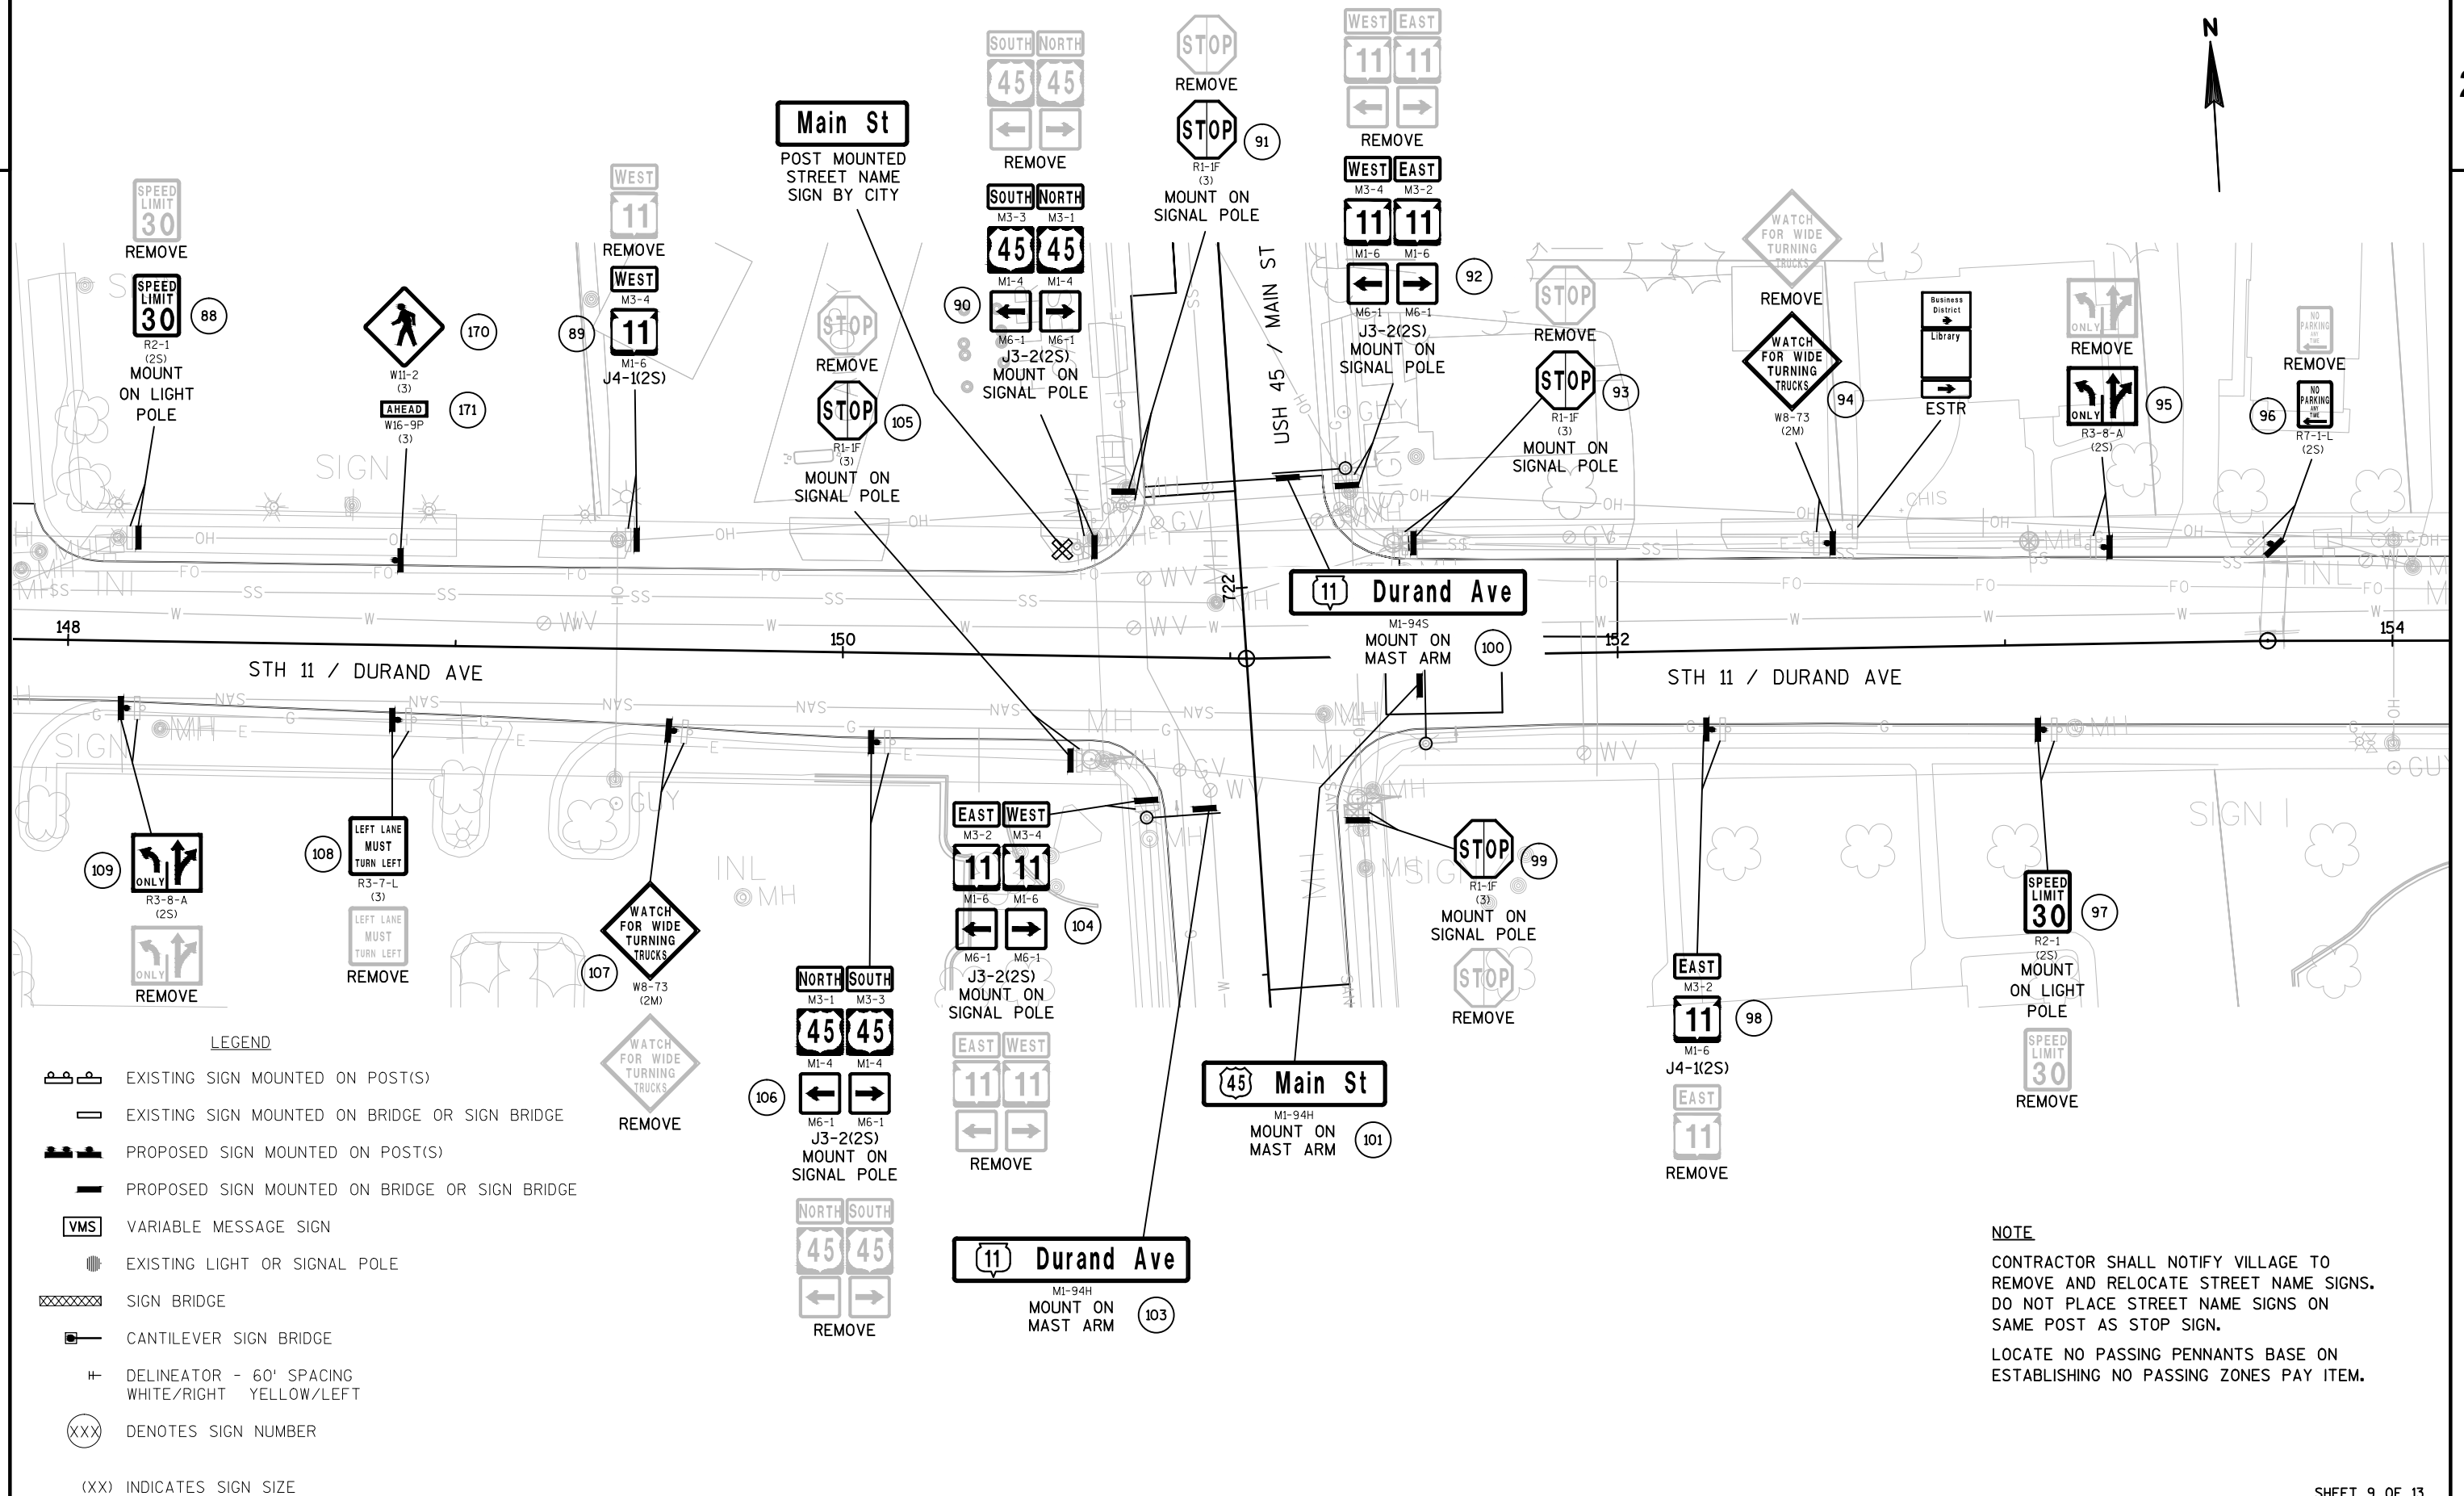 N
SOUTH NORTH
45 45
REMOVE
SOUTH NORTH
M3-3 M3-1
45 45
M1-4 M1-4
90
M6-1 M6-1
J3-2(2S)
MOUNT ON
SIGNAL POLE
STOP
REMOVE
STOP
91
R1-1F
(3)
MOUNT ON
SIGNAL POLE
WEST EAST
11 11
REMOVE
WEST EAST
M3-4 M3-2
11 11
M1-6 M1-6
92
M6-1 M6-1
J3-2(2S)
MOUNT ON
SIGNAL POLE
Main St
POST MOUNTED
STREET NAME
SIGN BY CITY
SPEED
LIMIT
30
REMOVE
SPEED
LIMIT
30
88
R2-1
(2S)
MOUNT
ON LIGHT
POLE
170
W11-2
(3)
AHEAD
171
W16-9P
(3)
WEST
11
REMOVE
WEST
M3-4
89
11
M1-6
J4-1(2S)
STOP
REMOVE
STOP
105
R1-1F
(3)
MOUNT ON
SIGNAL POLE
USH 45 / MAIN ST
STOP
REMOVE
STOP
93
R1-1F
(3)
MOUNT ON
SIGNAL POLE
WATCH
FOR WIDE
TURNING
TRUCKS
REMOVE
WATCH
FOR WIDE
TURNING
TRUCKS
94
W8-73
(2M)
Business
District
Library
ESTR
ONLY
REMOVE
ONLY
95
R3-8-A
(2S)
NO
PARKING
ANY
TIME
REMOVE
NO
PARKING
ANY
TIME
96
R7-1-L
(2S)
SIGN
GUY
CHIS
722
11 Durand Ave
M1-94S
MOUNT ON
MAST ARM
100
148
150
152
154
STH 11 / DURAND AVE
STH 11 / DURAND AVE
109
ONLY
R3-8-A
(2S)
ONLY
REMOVE
108
LEFT LANE
MUST
TURN LEFT
R3-7-L
(3)
LEFT LANE
MUST
TURN LEFT
REMOVE
WATCH
FOR WIDE
TURNING
TRUCKS
107
W8-73
(2M)
WATCH
FOR WIDE
TURNING
TRUCKS
REMOVE
INL
MH
GUY
NORTH SOUTH
M3-1 M3-3
45 45
M1-4 M1-4
106
M6-1 M6-1
J3-2(2S)
MOUNT ON
SIGNAL POLE
NORTH SOUTH
45 45
REMOVE
EAST WEST
M3-2 M3-4
11 11
M1-6 M1-6
104
M6-1 M6-1
J3-2(2S)
MOUNT ON
SIGNAL POLE
EAST WEST
11 11
REMOVE
11 Durand Ave
M1-94H
MOUNT ON
MAST ARM
103
45 Main St
M1-94H
MOUNT ON
MAST ARM
101
STOP
99
R1-1F
(3)
MOUNT ON
SIGNAL POLE
STOP
REMOVE
EAST
M3-2
11
98
M1-6
J4-1(2S)
EAST
11
REMOVE
SPEED
LIMIT
30
97
R2-1
(2S)
MOUNT
ON LIGHT
POLE
SPEED
LIMIT
30
REMOVE
LEGEND
EXISTING SIGN MOUNTED ON POST(S)
EXISTING SIGN MOUNTED ON BRIDGE OR SIGN BRIDGE
PROPOSED SIGN MOUNTED ON POST(S)
PROPOSED SIGN MOUNTED ON BRIDGE OR SIGN BRIDGE
VMS VARIABLE MESSAGE SIGN
EXISTING LIGHT OR SIGNAL POLE
SIGN BRIDGE
CANTILEVER SIGN BRIDGE
DELINEATOR - 60' SPACING
WHITE/RIGHT YELLOW/LEFT
XXX DENOTES SIGN NUMBER
(XX) INDICATES SIGN SIZE
NOTE
CONTRACTOR SHALL NOTIFY VILLAGE TO
REMOVE AND RELOCATE STREET NAME SIGNS.
DO NOT PLACE STREET NAME SIGNS ON
SAME POST AS STOP SIGN.
LOCATE NO PASSING PENNANTS BASE ON
ESTABLISHING NO PASSING ZONES PAY ITEM.
SHEET 9 OF 13